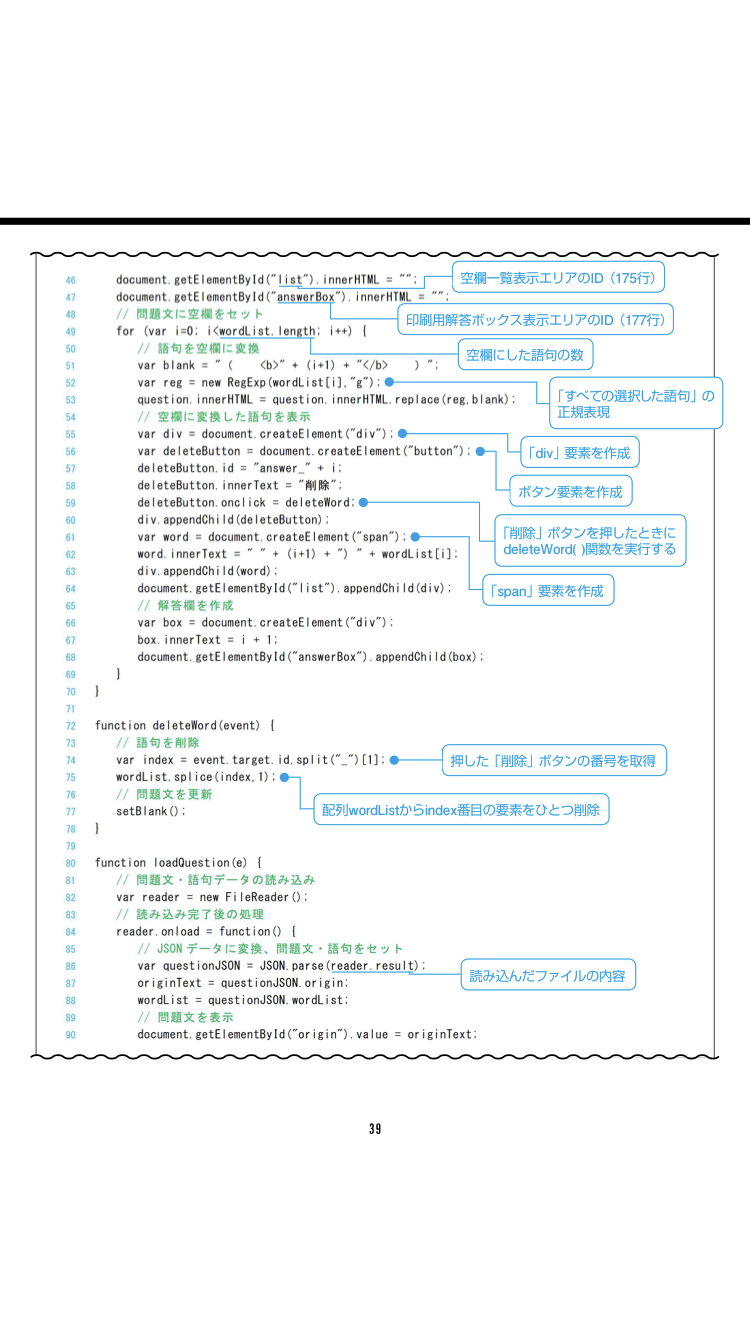 46 document.getElementById("list").innerHTML = "";
空欄一覧表示エリアのID（175行）
47 document.getElementById("answerBox").innerHTML = "";
印刷用解答ボックス表示エリアのID（177行）
48 // 問題文に空欄をセット
49 for (var i=0; i<wordList.length; i++) {
空欄にした語句の数
50 // 語句を空欄に変換
51 var blank = " (　　<b>" + (i+1) + "</b>　　) ";
52 var reg = new RegExp(wordList[i],"g");
「すべての選択した語句」の
正規表現
53 question.innerHTML = question.innerHTML.replace(reg,blank);
54 // 空欄に変換した語句を表示
55 var div = document.createElement("div");
「div」要素を作成
56 var deleteButton = document.createElement("button");
ボタン要素を作成
57 deleteButton.id = "answer_" + i;
58 deleteButton.innerText = "削除";
59 deleteButton.onclick = deleteWord;
「削除」ボタンを押したときに
deleteWord( )関数を実行する
60 div.appendChild(deleteButton);
61 var word = document.createElement("span");
「span」要素を作成
62 word.innerText = " " + (i+1) + ") " + wordList[i];
63 div.appendChild(word);
64 document.getElementById("list").appendChild(div);
65 // 解答欄を作成
66 var box = document.createElement("div");
67 box.innerText = i + 1;
68 document.getElementById("answerBox").appendChild(box);
69 }
70 }
71
72 function deleteWord(event) {
73 // 語句を削除
74 var index = event.target.id.split("_")[1];
押した「削除」ボタンの番号を取得
75 wordList.splice(index,1);
配列wordListからindex番目の要素をひとつ削除
76 // 問題文を更新
77 setBlank();
78 }
79
80 function loadQuestion(e) {
81 // 問題文・語句データの読み込み
82 var reader = new FileReader();
83 // 読み込み完了後の処理
84 reader.onload = function() {
85 // JSON データに変換、問題文・語句をセット
86 var questionJSON = JSON.parse(reader.result);
読み込んだファイルの内容
87 originText = questionJSON.origin;
88 wordList = questionJSON.wordList;
89 // 問題文を表示
90 document.getElementById("origin").value = originText;
39